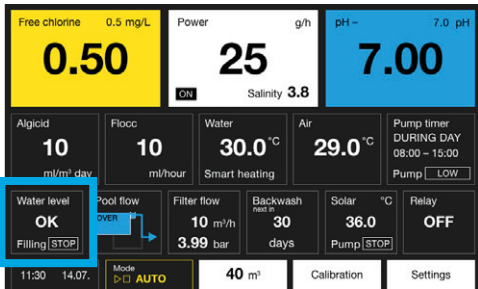 Free chlorine 0.5 mg/L
0.50
Power g/h
25
ON Salinity 3.8
pH – 7.0 pH
7.00
Algicid
10
ml/m³ day
Flocc
10
ml/hour
Water
30.0 °C
Smart heating
Air
29.0 °C
Pump timer
DURING DAY
08:00 – 15:00
Pump LOW
Water level
OK
Filling STOP
Pool flow
OVER
Filter flow
10 m³/h
3.99 bar
Backwash
next in
30
days
Solar °C
36.0
Pump STOP
Relay
OFF
11:30 14.07.
Mode
AUTO
40 m³
Calibration
Settings